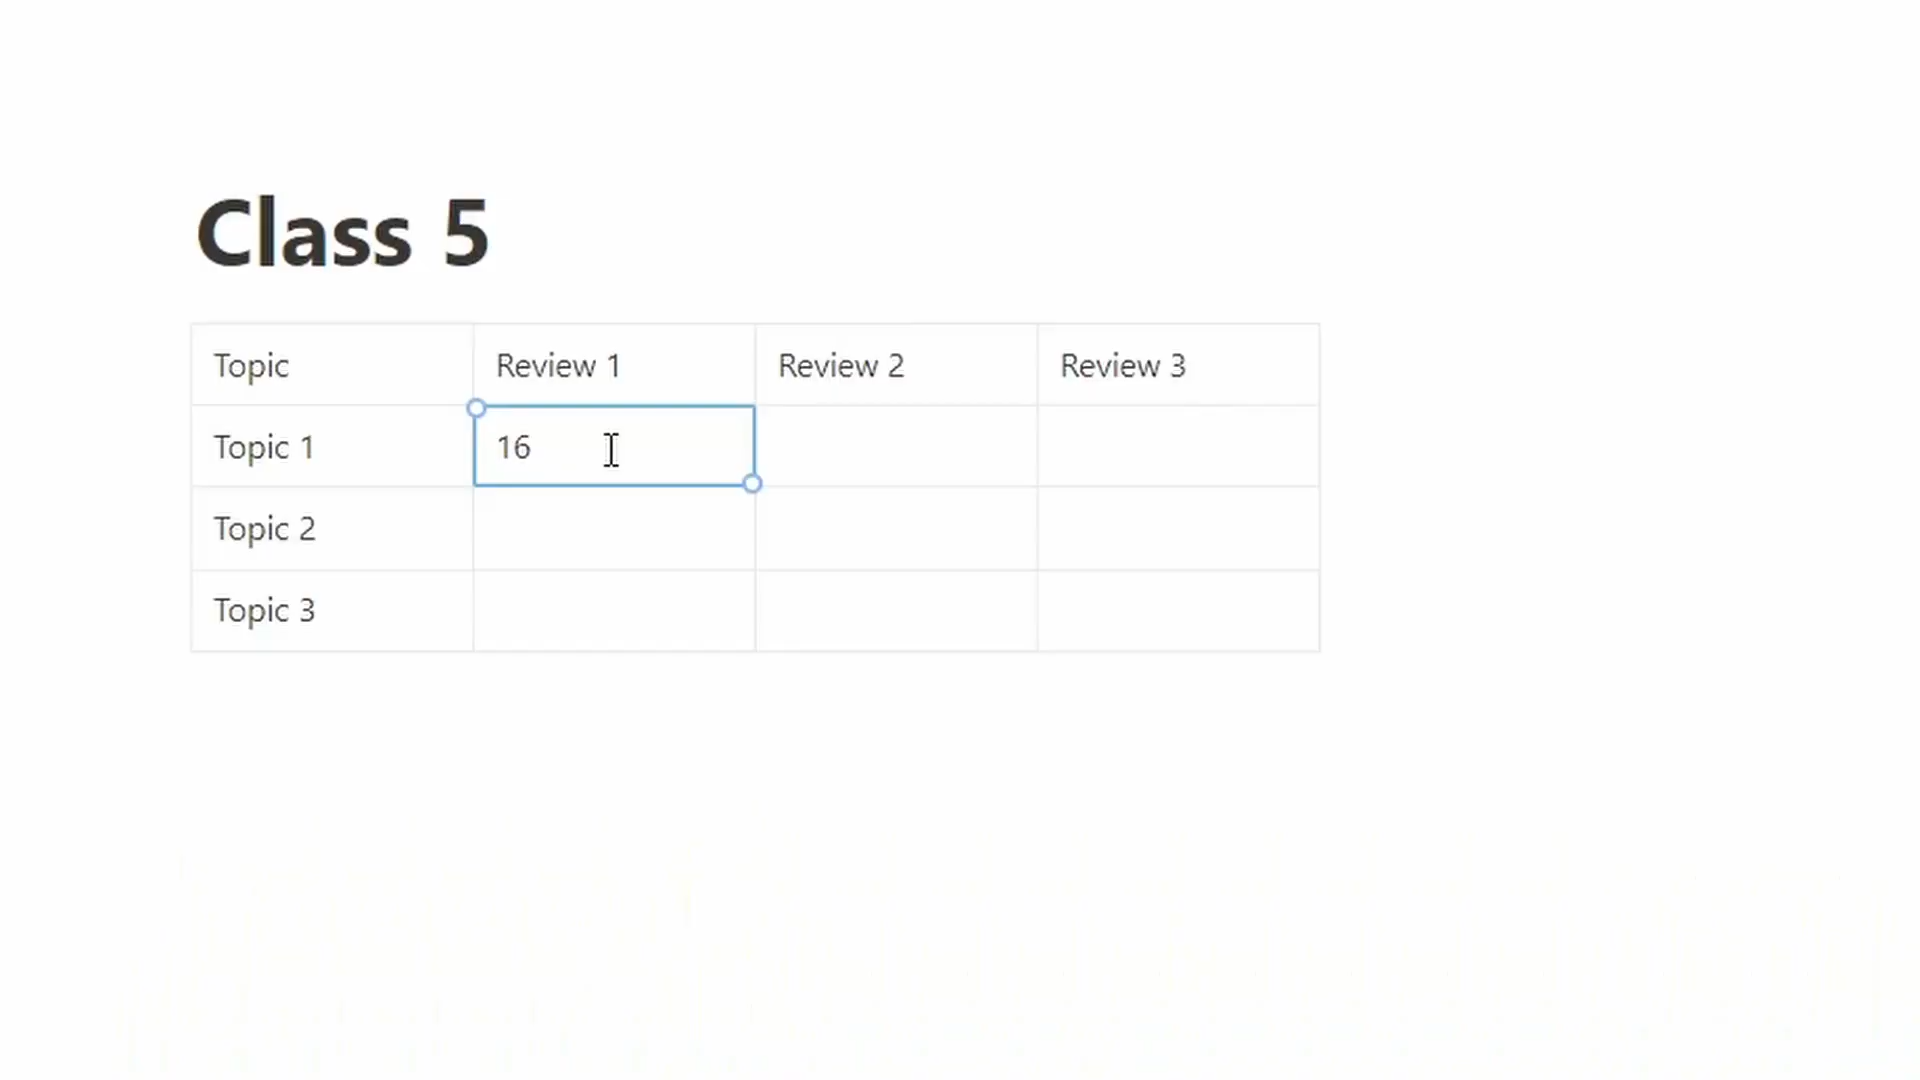 Class 5
Topic Review 1 Review 2 Review 3
Topic 1 16
Topic 2
Topic 3